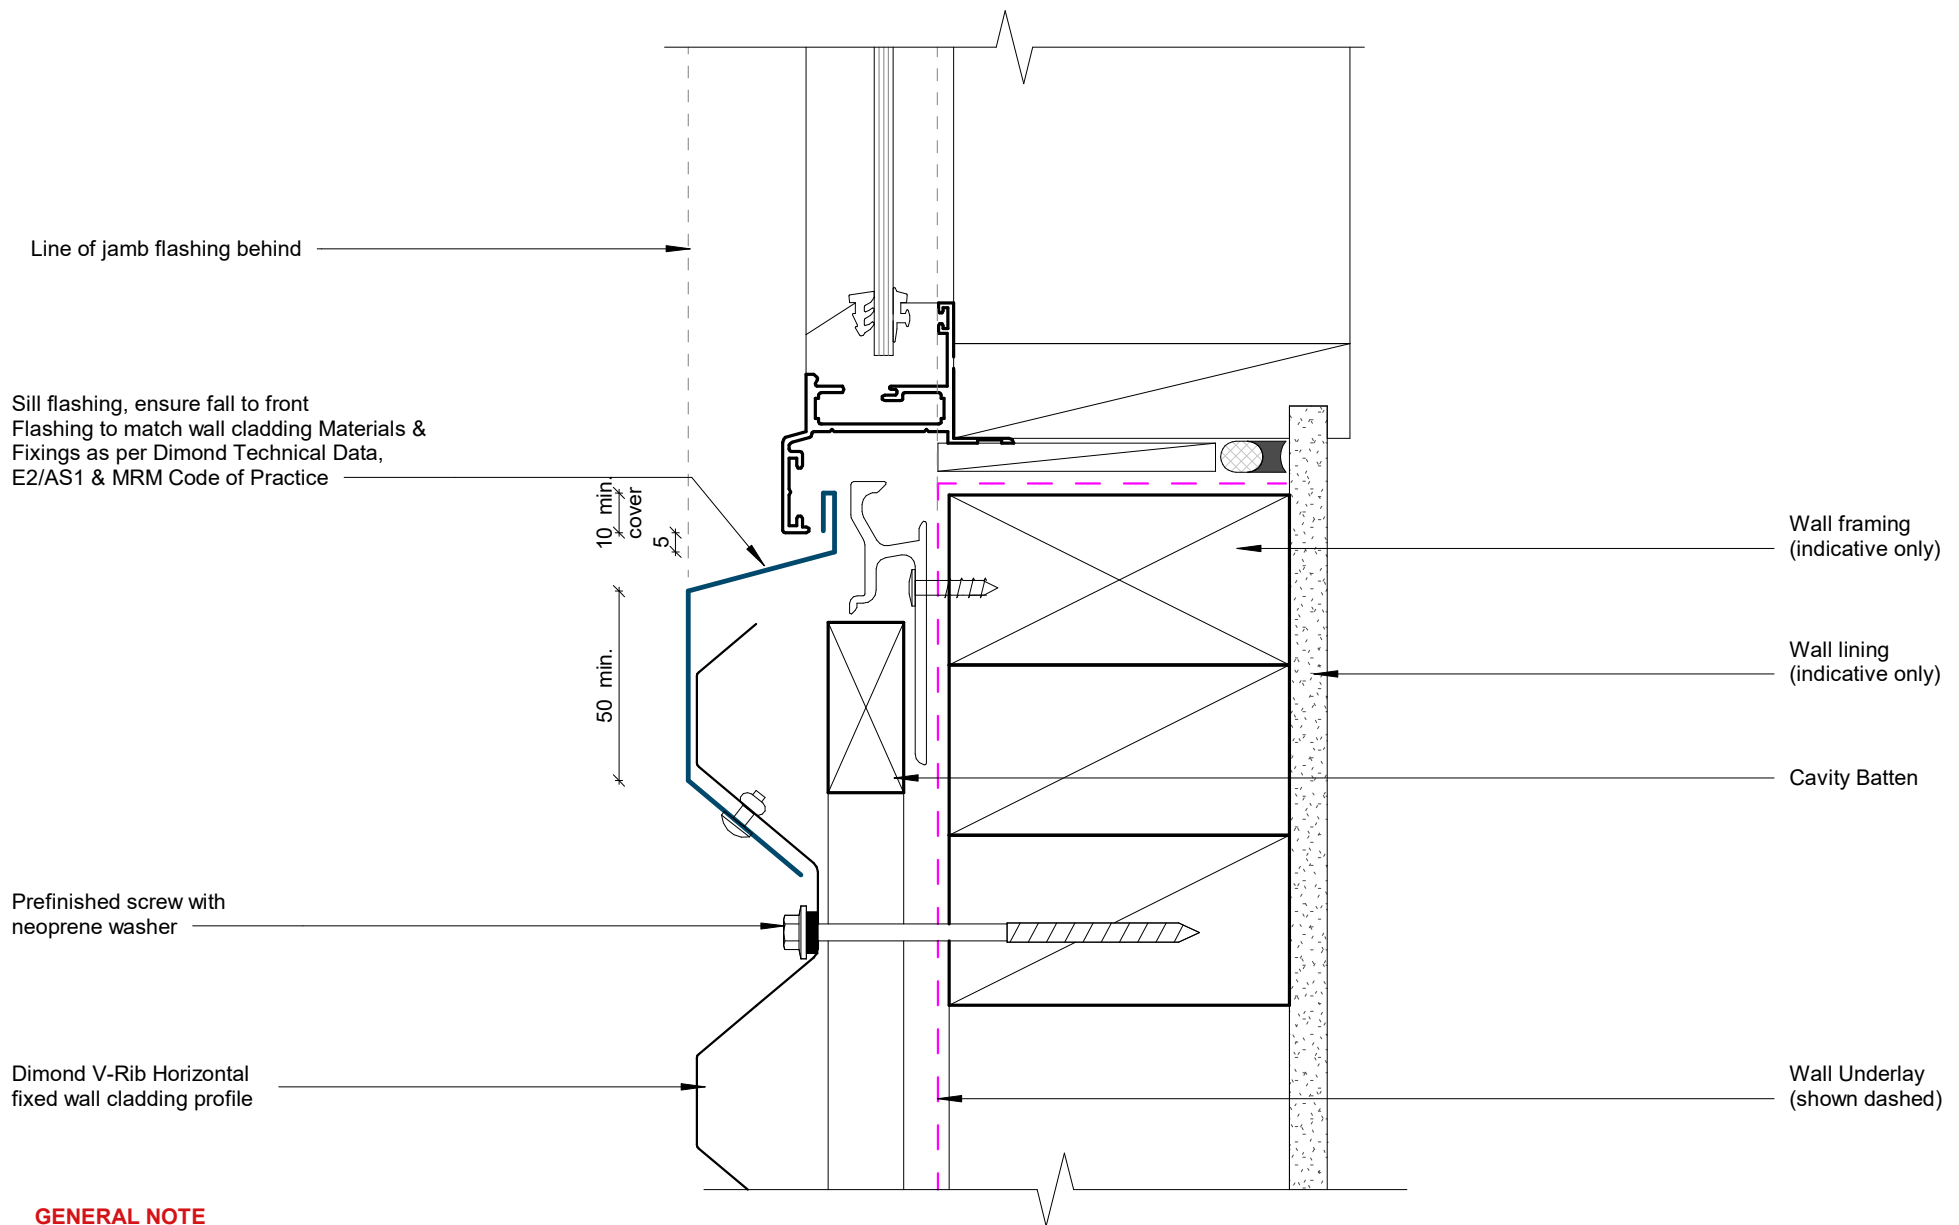 Line of jamb flashing behind
Sill flashing, ensure fall to front
Flashing to match wall cladding Materials &
Fixings as per Dimond Technical Data,
E2/AS1 & MRM Code of Practice
10 min.
cover
5
50 min.
Prefinished screw with
neoprene washer
Dimond V-Rib Horizontal
fixed wall cladding profile
Wall framing
(indicative only)
Wall lining
(indicative only)
Cavity Batten
Wall Underlay
(shown dashed)
GENERAL NOTE